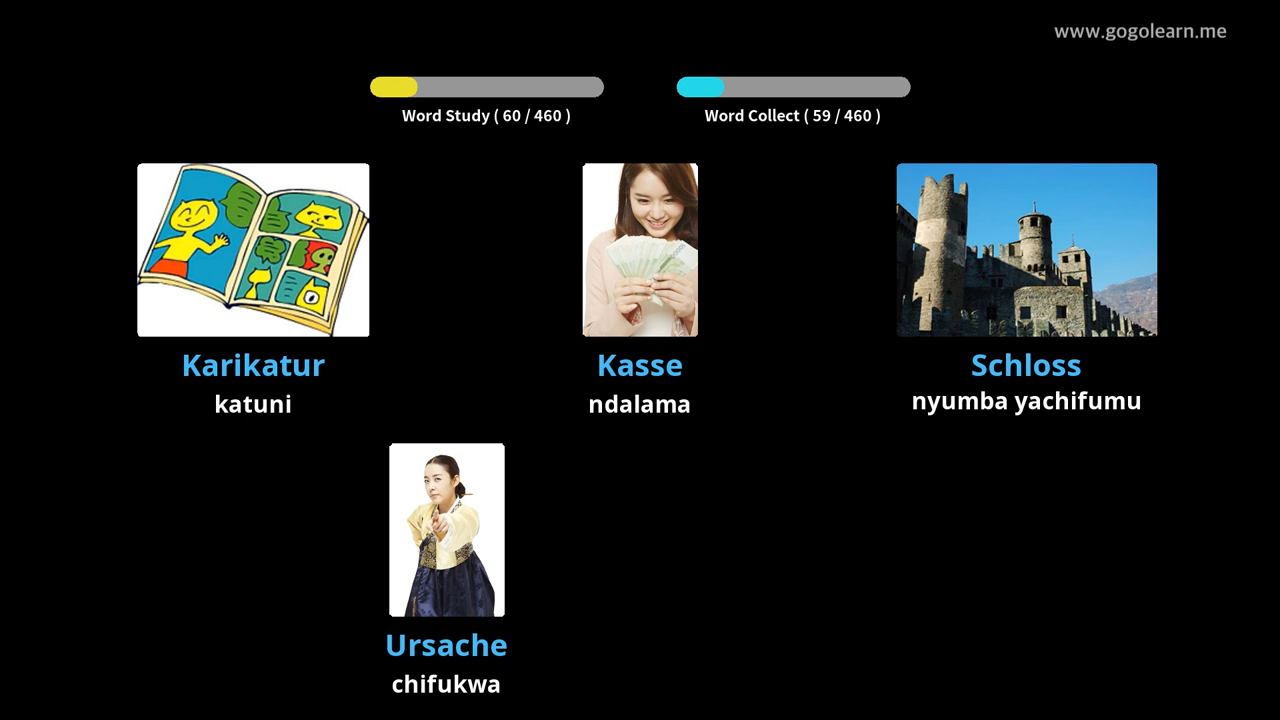 www.gogolearn.me
Word Study ( 60 / 460 )
Word Collect ( 59 / 460 )
Karikatur
katuni
Kasse
ndalama
Schloss
nyumba yachifumu
Ursache
chifukwa